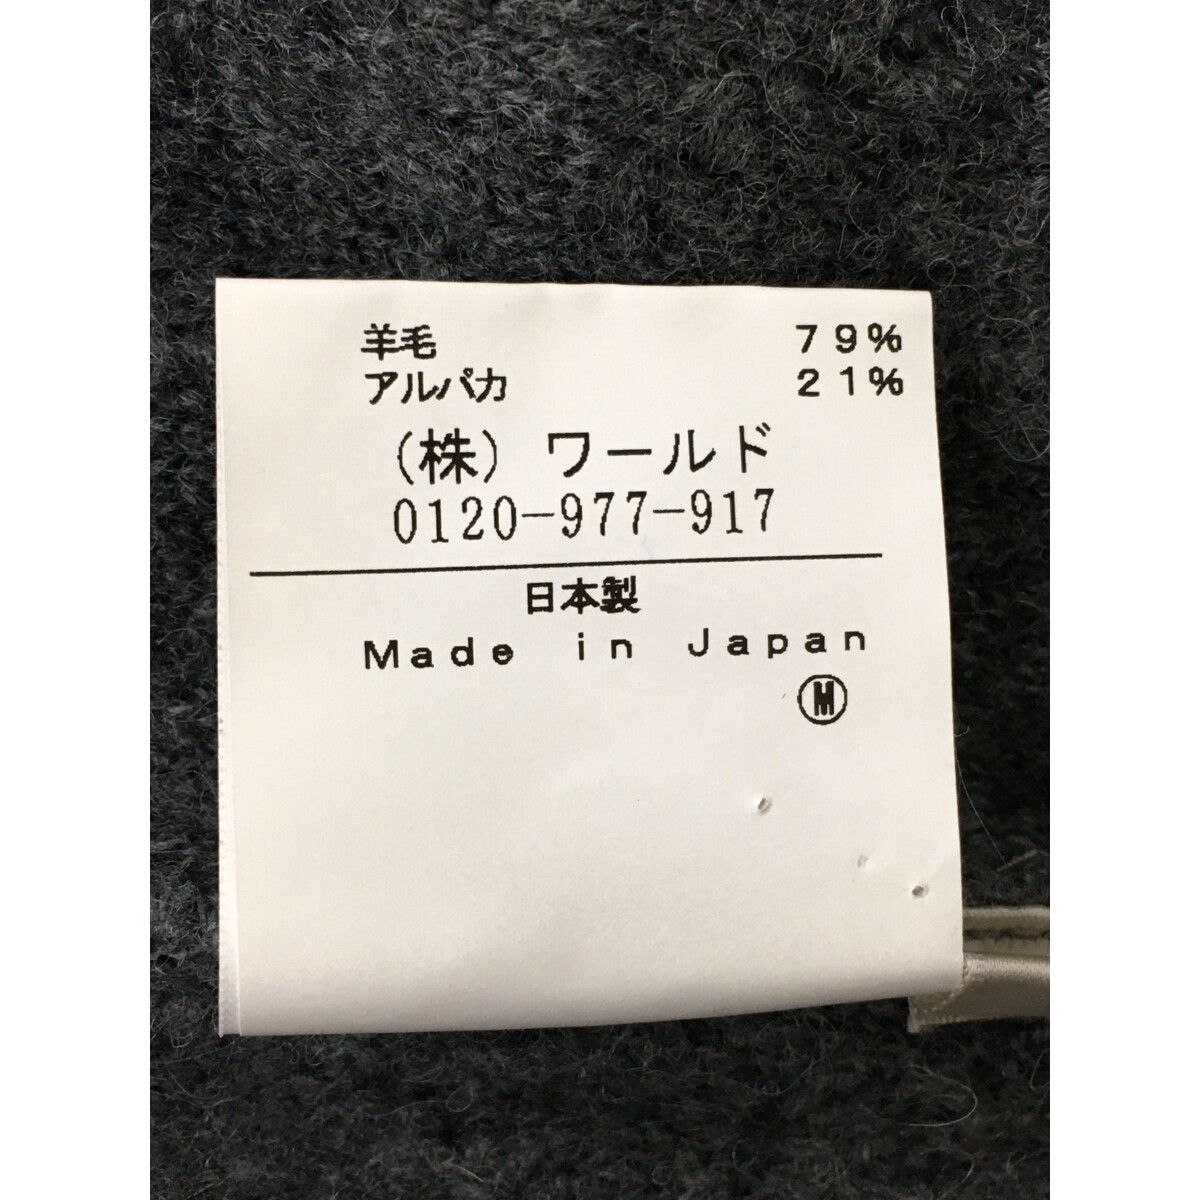 羊毛 79%
アルパカ 21%
(株) ワールド
0120-977-917
日本製
Made in Japan
Ⓜ